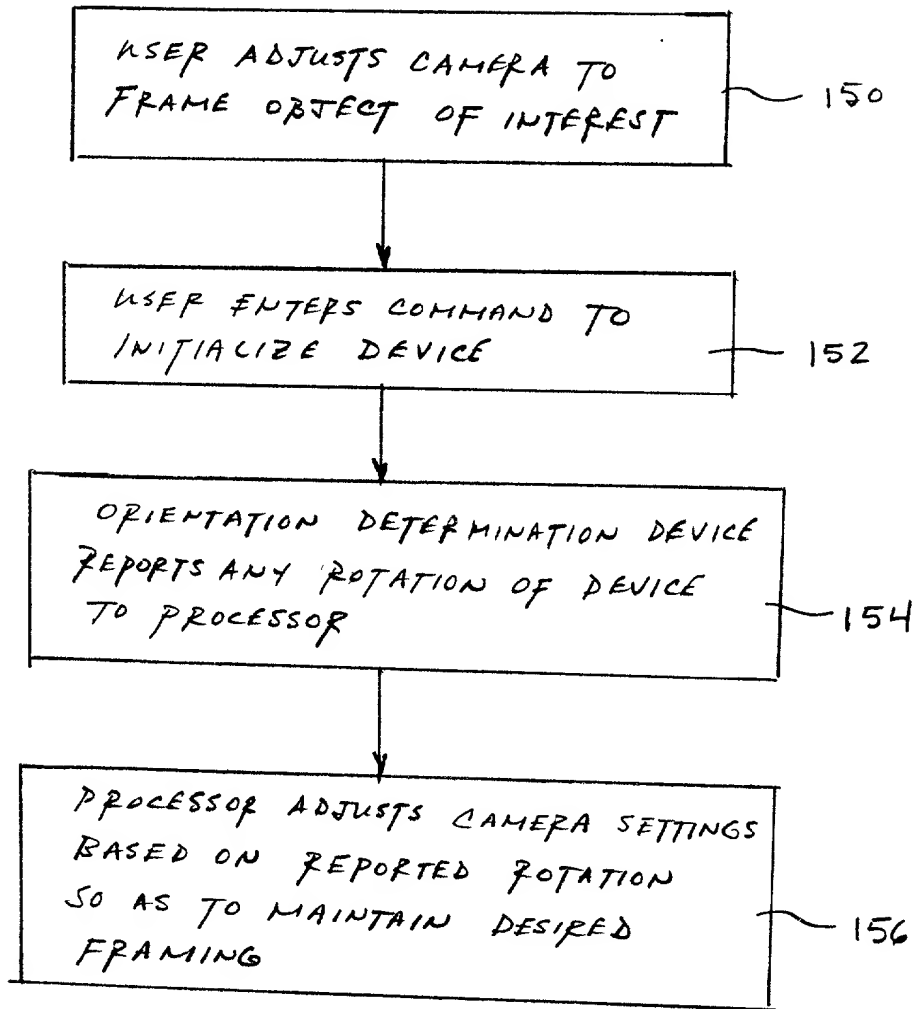 USER ADJUSTS CAMERA TO
FRAME OBJECT OF INTEREST
150
USER ENTERS COMMAND TO
INITIALIZE DEVICE
152
ORIENTATION DETERMINATION DEVICE
REPORTS ANY ROTATION OF DEVICE
TO PROCESSOR
154
PROCESSOR ADJUSTS CAMERA SETTINGS
BASED ON REPORTED ROTATION
SO AS TO MAINTAIN DESIRED
FRAMING
156